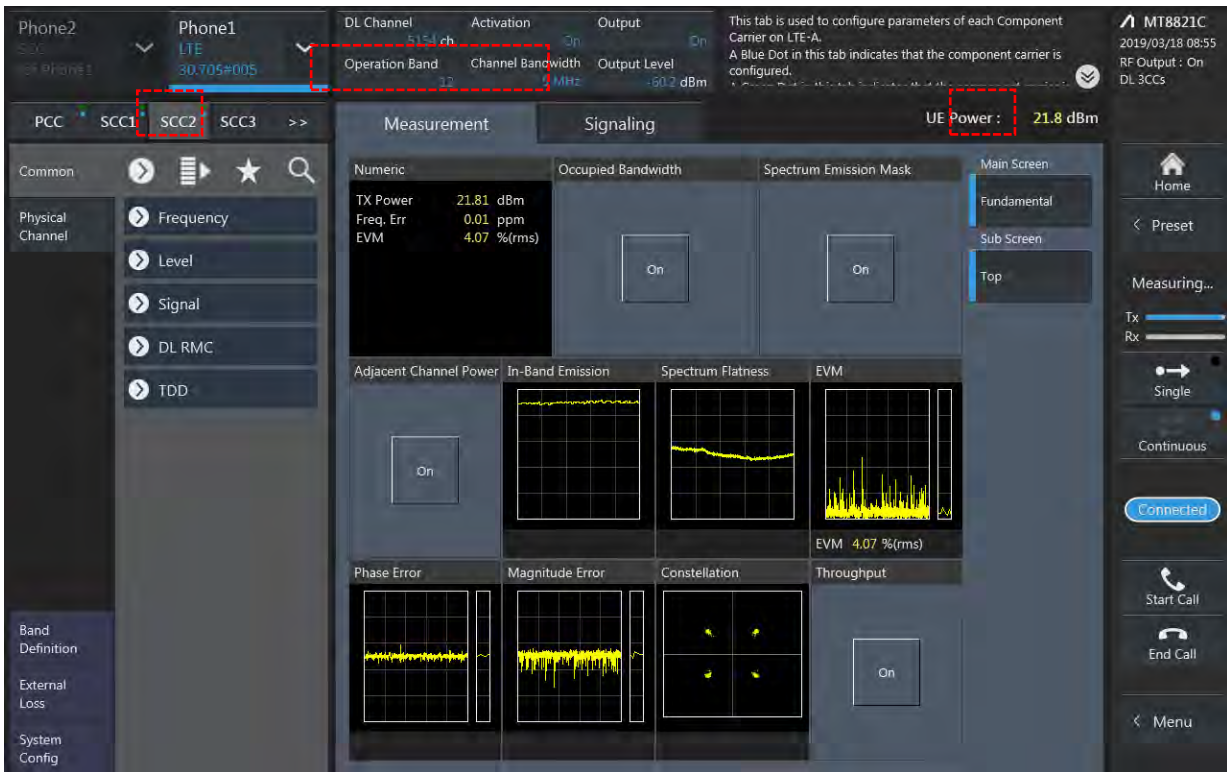 Phone2
SCC
Phone1
LTE
30.70S#005
DL Channel Activation Output
ch On On
Operation Band Channel Bandwidth Output Level
12 MHz -60.2 dBm
This tab is used to configure parameters of each Component
Carrier on LTE-A.
A Blue Dot in this tab indicates that the component carrier is
configured.
MT8821C
2019/03/18 08:55
RF Output : On
DL 3CCs
PCC SCC1 SCC2 SCC3 >>
Measurement Signaling
UE Power : 21.8 dBm
Common
Physical
Channel
Frequency
Level
Signal
DL RMC
TDD
Band
Definition
External
Loss
System
Config
Numeric
TX Power 21.81 dBm
Freq. Err 0.01 ppm
EVM 4.07 %(rms)
Occupied Bandwidth
On
Spectrum Emission Mask
On
Main Screen
Fundamental
Sub Screen
Top
Adjacent Channel Power
On
In-Band Emission
Spectrum Flatness
EVM
EVM 4.07 %(rms)
Phase Error
Magnitude Error
Constellation
Throughput
On
Home
< Preset
Measuring...
Tx
Rx
Single
Continuous
Connected
Start Call
End Call
< Menu